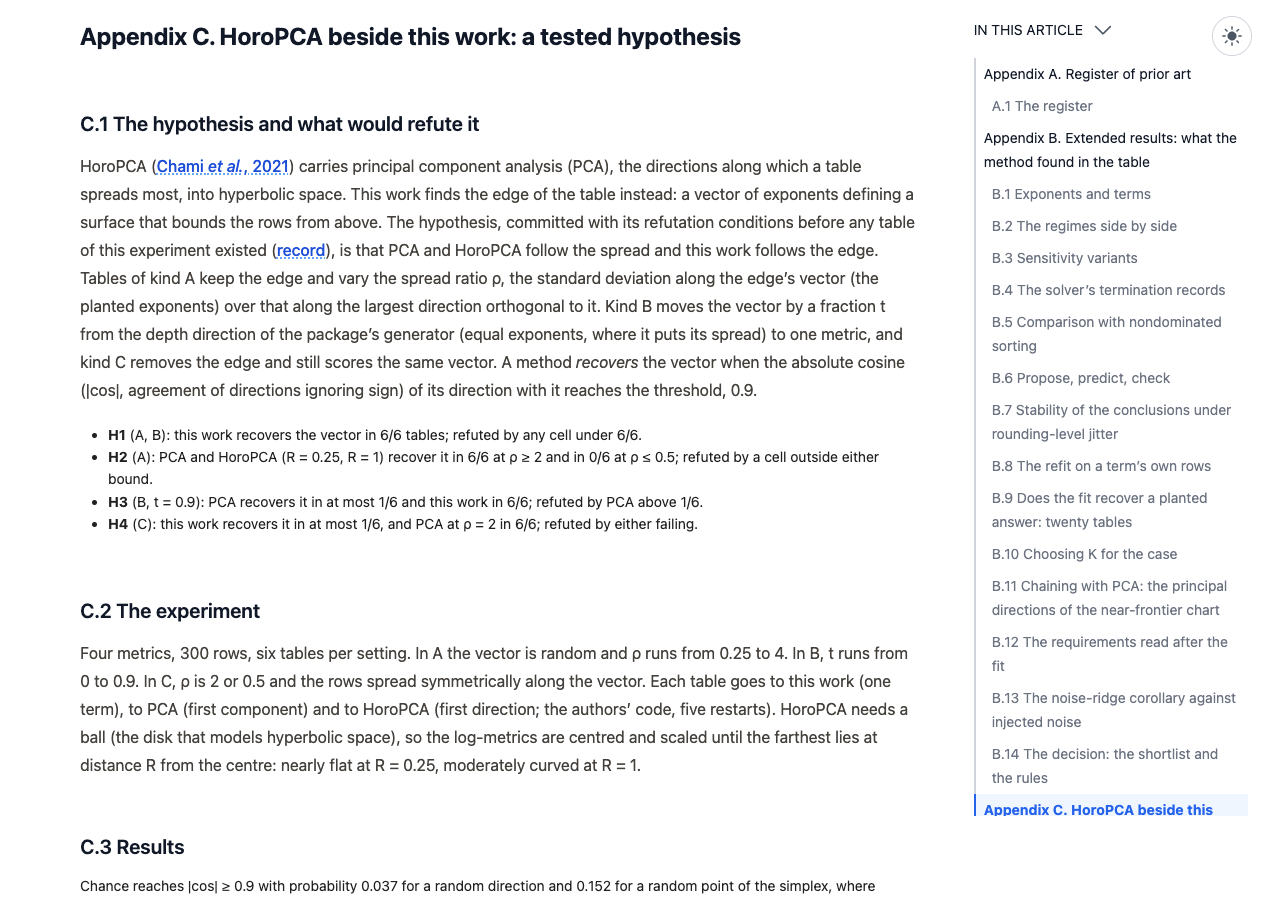 Appendix C. HoroPCA beside this work: a tested hypothesis
C.1 The hypothesis and what would refute it
HoroPCA (Chami et al., 2021) carries principal component analysis (PCA), the directions along which a table
spreads most, into hyperbolic space. This work finds the edge of the table instead: a vector of exponents defining a
surface that bounds the rows from above. The hypothesis, committed with its refutation conditions before any table
of this experiment existed (record), is that PCA and HoroPCA follow the spread and this work follows the edge.
Tables of kind A keep the edge and vary the spread ratio ρ, the standard deviation along the edge’s vector (the
planted exponents) over that along the largest direction orthogonal to it. Kind B moves the vector by a fraction t
from the depth direction of the package’s generator (equal exponents, where it puts its spread) to one metric, and
kind C removes the edge and still scores the same vector. A method recovers the vector when the absolute cosine
(|cos|, agreement of directions ignoring sign) of its direction with it reaches the threshold, 0.9.
• H1 (A, B): this work recovers the vector in 6/6 tables; refuted by any cell under 6/6.
• H2 (A): PCA and HoroPCA (R = 0.25, R = 1) recover it in 6/6 at ρ ≥ 2 and in 0/6 at ρ ≤ 0.5; refuted by a cell outside either
bound.
• H3 (B, t = 0.9): PCA recovers it in at most 1/6 and this work in 6/6; refuted by PCA above 1/6.
• H4 (C): this work recovers it in at most 1/6, and PCA at ρ = 2 in 6/6; refuted by either failing.
C.2 The experiment
Four metrics, 300 rows, six tables per setting. In A the vector is random and ρ runs from 0.25 to 4. In B, t runs from
0 to 0.9. In C, ρ is 2 or 0.5 and the rows spread symmetrically along the vector. Each table goes to this work (one
term), to PCA (first component) and to HoroPCA (first direction; the authors’ code, five restarts). HoroPCA needs a
ball (the disk that models hyperbolic space), so the log-metrics are centred and scaled until the farthest lies at
distance R from the centre: nearly flat at R = 0.25, moderately curved at R = 1.
C.3 Results
Chance reaches |cos| ≥ 0.9 with probability 0.037 for a random direction and 0.152 for a random point of the simplex, where
IN THIS ARTICLE
Appendix A. Register of prior art
A.1 The register
Appendix B. Extended results: what the
method found in the table
B.1 Exponents and terms
B.2 The regimes side by side
B.3 Sensitivity variants
B.4 The solver’s termination records
B.5 Comparison with nondominated
sorting
B.6 Propose, predict, check
B.7 Stability of the conclusions under
rounding-level jitter
B.8 The refit on a term’s own rows
B.9 Does the fit recover a planted
answer: twenty tables
B.10 Choosing K for the case
B.11 Chaining with PCA: the principal
directions of the near-frontier chart
B.12 The requirements read after the
fit
B.13 The noise-ridge corollary against
injected noise
B.14 The decision: the shortlist and
the rules
Appendix C. HoroPCA beside this